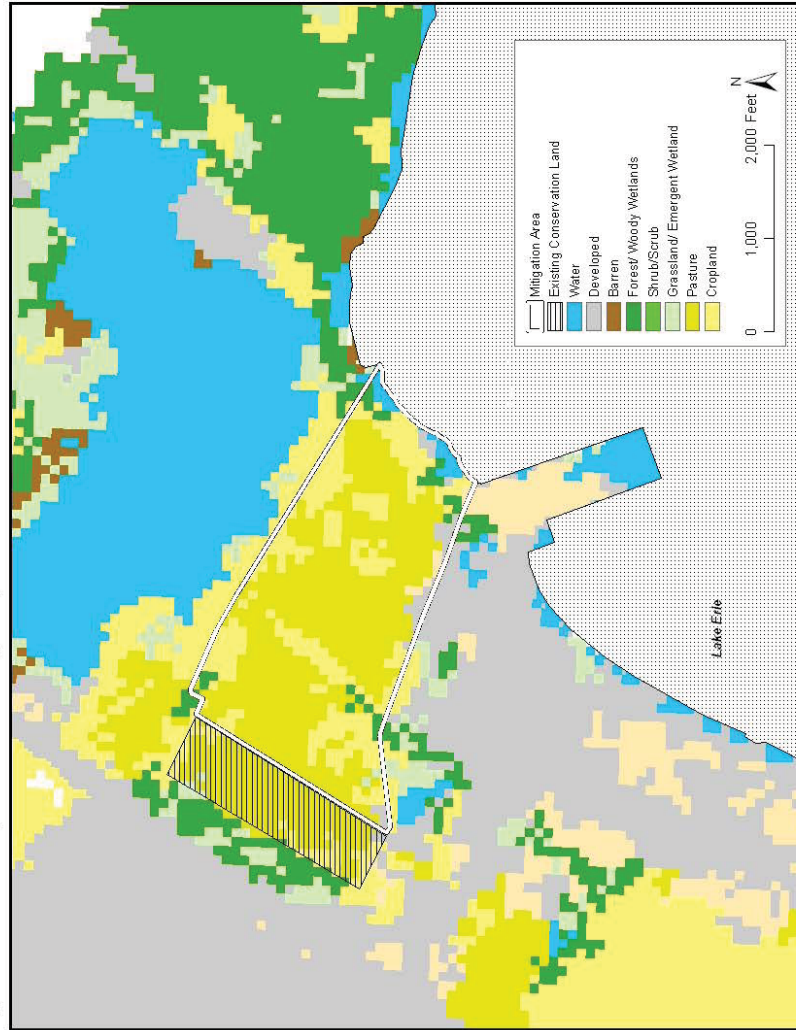 Mitigation Area
Existing Conservation Land
Water
Developed
Barren
Forest/ Woody Wetlands
Shrub/Scrub
Grassland/ Emergent Wetland
Pasture
Cropland
0 1,000 2,000 Feet
N
Lake Erie